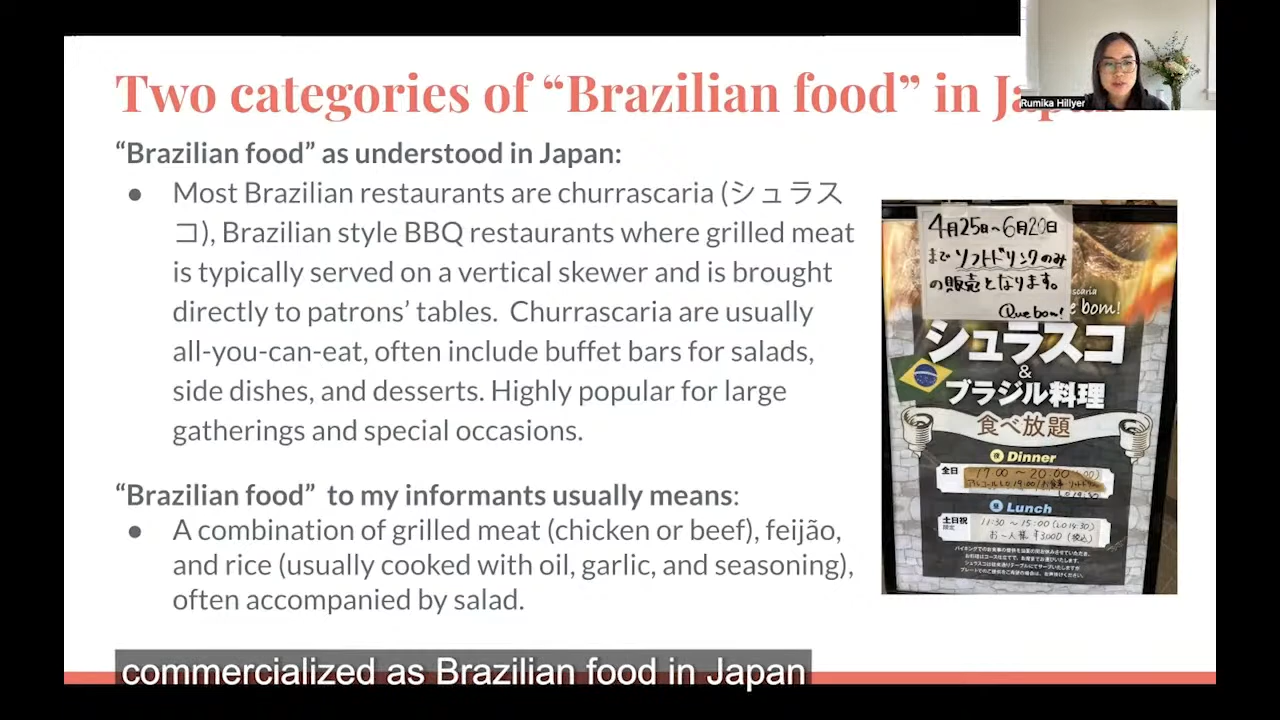 Two categories of “Brazilian food” in Japan
Rumika Hillyer
“Brazilian food” as understood in Japan:
● Most Brazilian restaurants are churrascaria (シュラス
コ), Brazilian style BBQ restaurants where grilled meat
is typically served on a vertical skewer and is brought
directly to patrons’ tables. Churrascaria are usually
all-you-can-eat, often include buffet bars for salads,
side dishes, and desserts. Highly popular for large
gatherings and special occasions.
“Brazilian food” to my informants usually means:
● A combination of grilled meat (chicken or beef), feijão,
and rice (usually cooked with oil, garlic, and seasoning),
often accompanied by salad.
4月25日~6月20日
まで ソフトドリンクのみ
の販売となります。
Que bom!
e bom!
シュラスコ
&
ブラジル料理
食べ放題
夜 Dinner
全日
17:00 ~ 20:00
昼 Lunch
土日祝
限定
11:30 ~ 15:00 (LO 14:30)
お一人様 ¥3000 (税込)
commercialized as Brazilian food in Japan